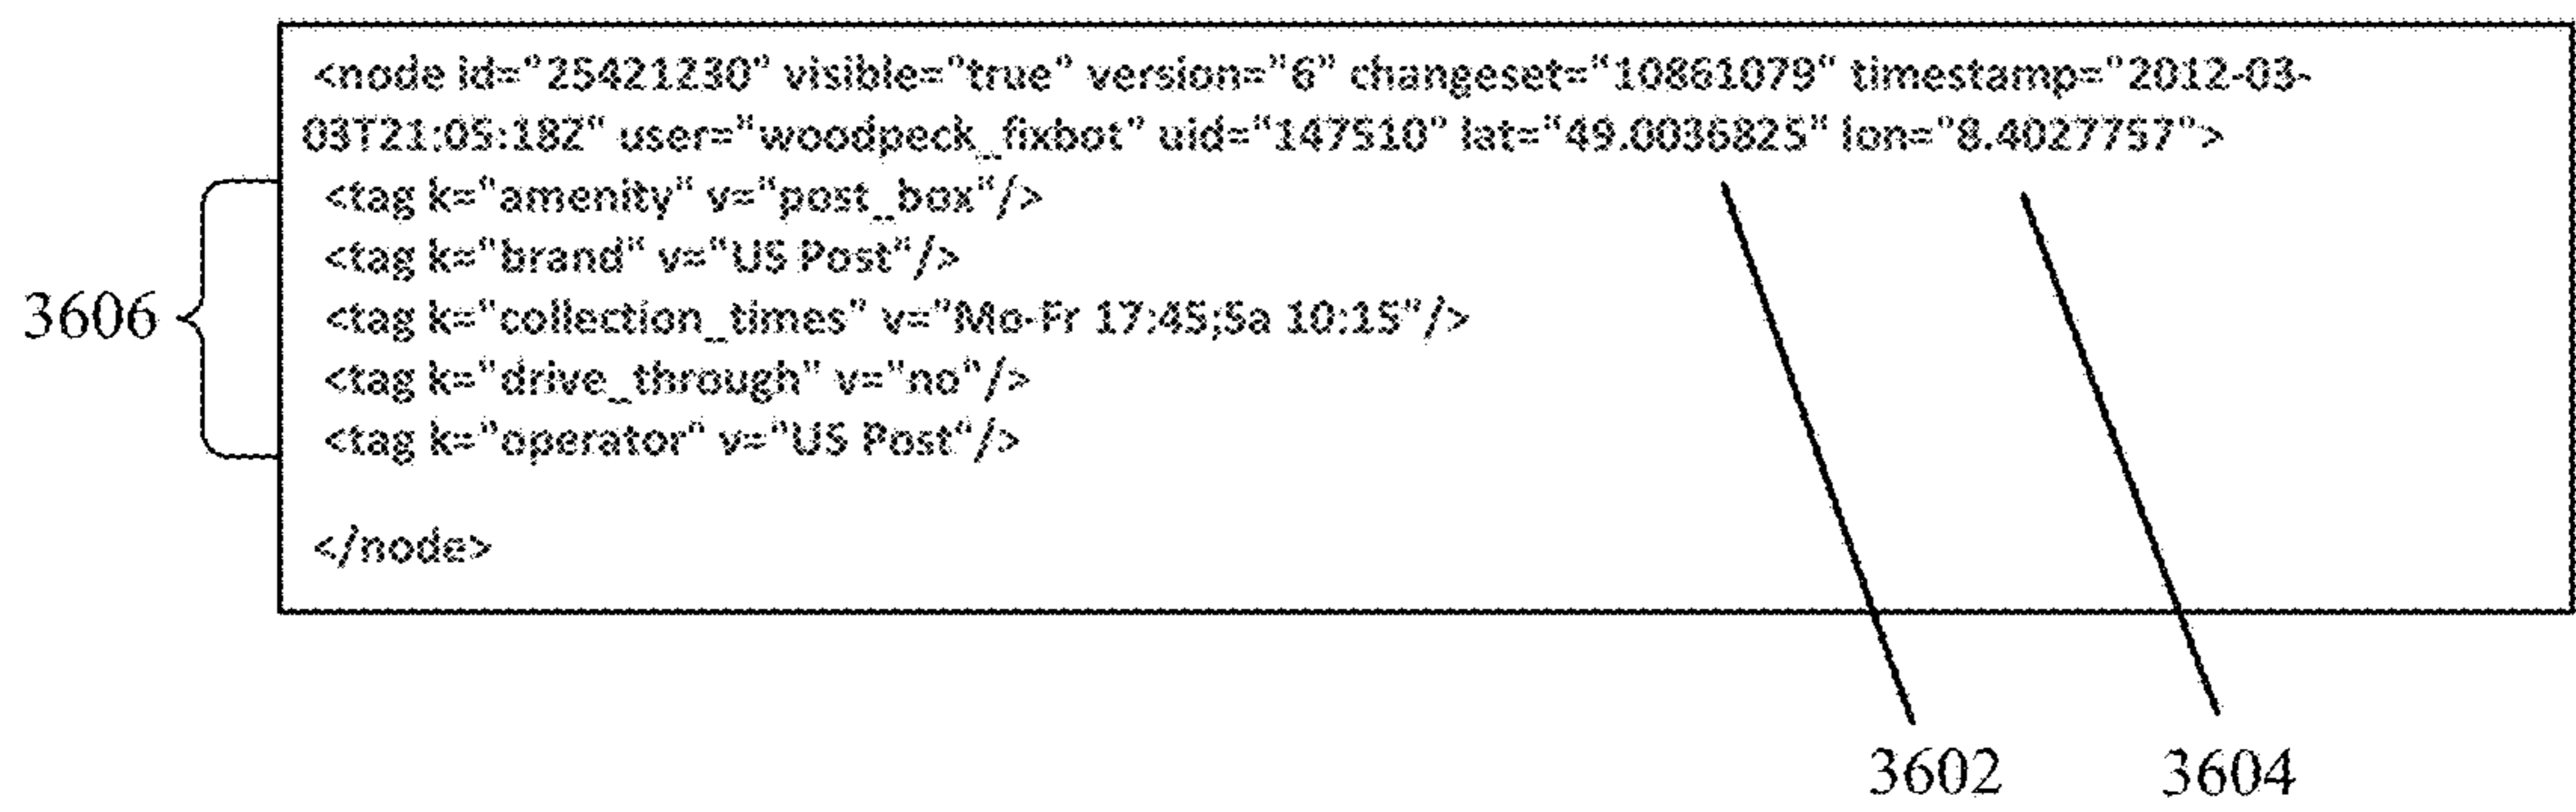 <node id="25421230" visible="true" version="6" changeset="10861079" timestamp="2012-03-
03T21:05:18Z" user="woodpeck_fixbot" uid="147510" lat="49.0036825" lon="8.4027757">
<tag k="amenity" v="post_box"/>
<tag k="brand" v="US Post"/>
3606 <tag k="collection_times" v="Mo-Fr 17:45;Sa 10:15"/>
<tag k="drive_through" v="no"/>
<tag k="operator" v="US Post"/>
</node>
3602 3604